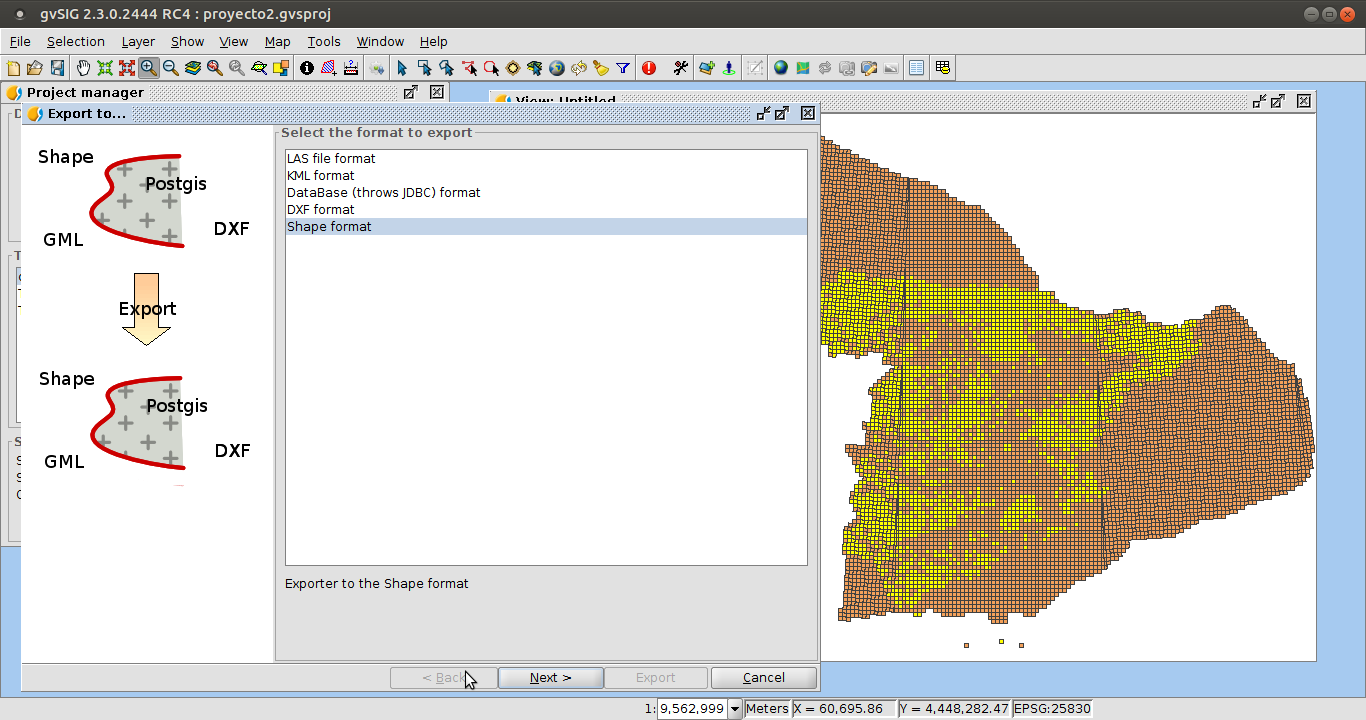 gvSIG 2.3.0.2444 RC4 : proyecto2.gvsproj
File Selection Layer Show View Map Tools Window Help
Project manager
View: Untitled
Export to...
Select the format to export
LAS file format
KML format
DataBase (throws JDBC) format
DXF format
Shape format
Shape
Postgis
DXF
GML
Export
Shape
Postgis
DXF
GML
Exporter to the Shape format
< Back Next > Export Cancel
1: 9,562,999 Meters X = 60,695.86 Y = 4,448,282.47 EPSG:25830